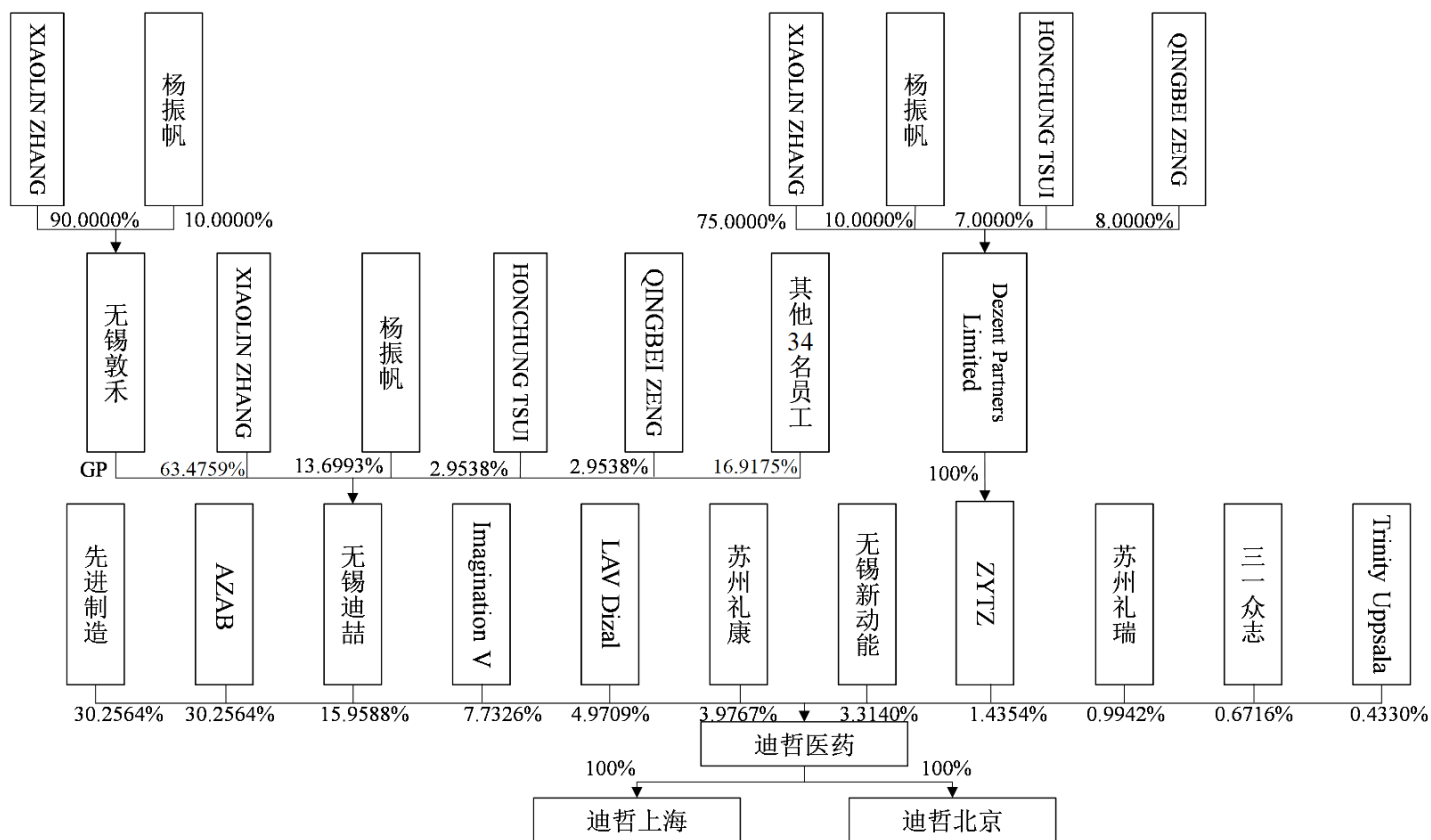 XIAOLIN ZHANG
杨振帆
XIAOLIN ZHANG
杨振帆
HONCHUNG TSUI
QINGBEI ZENG
90.0000%
10.0000%
75.0000%
10.0000%
7.0000%
8.0000%
无锡敦禾
XIAOLIN ZHANG
杨振帆
HONCHUNG TSUI
QINGBEI ZENG
其他34名员工
Dezent Partners
Limited
GP
63.4759%
13.6993%
2.9538%
2.9538%
16.9175%
100%
先进制造
AZAB
无锡迪喆
Imagination V
LAV Dizal
苏州礼康
无锡新动能
ZYTZ
苏州礼瑞
三一众志
Trinity Uppsala
30.2564%
30.2564%
15.9588%
7.7326%
4.9709%
3.9767%
3.3140%
1.4354%
0.9942%
0.6716%
0.4330%
迪哲医药
100%
100%
迪哲上海
迪哲北京